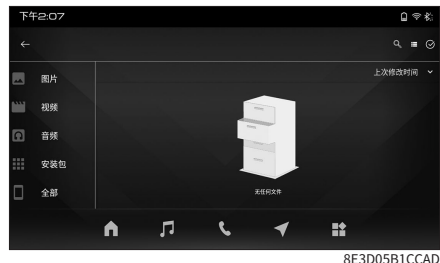 下午2:07
上次修改时间
图片
视频
音频
安装包
全部
无任何文件
8E3D05B1CCAD